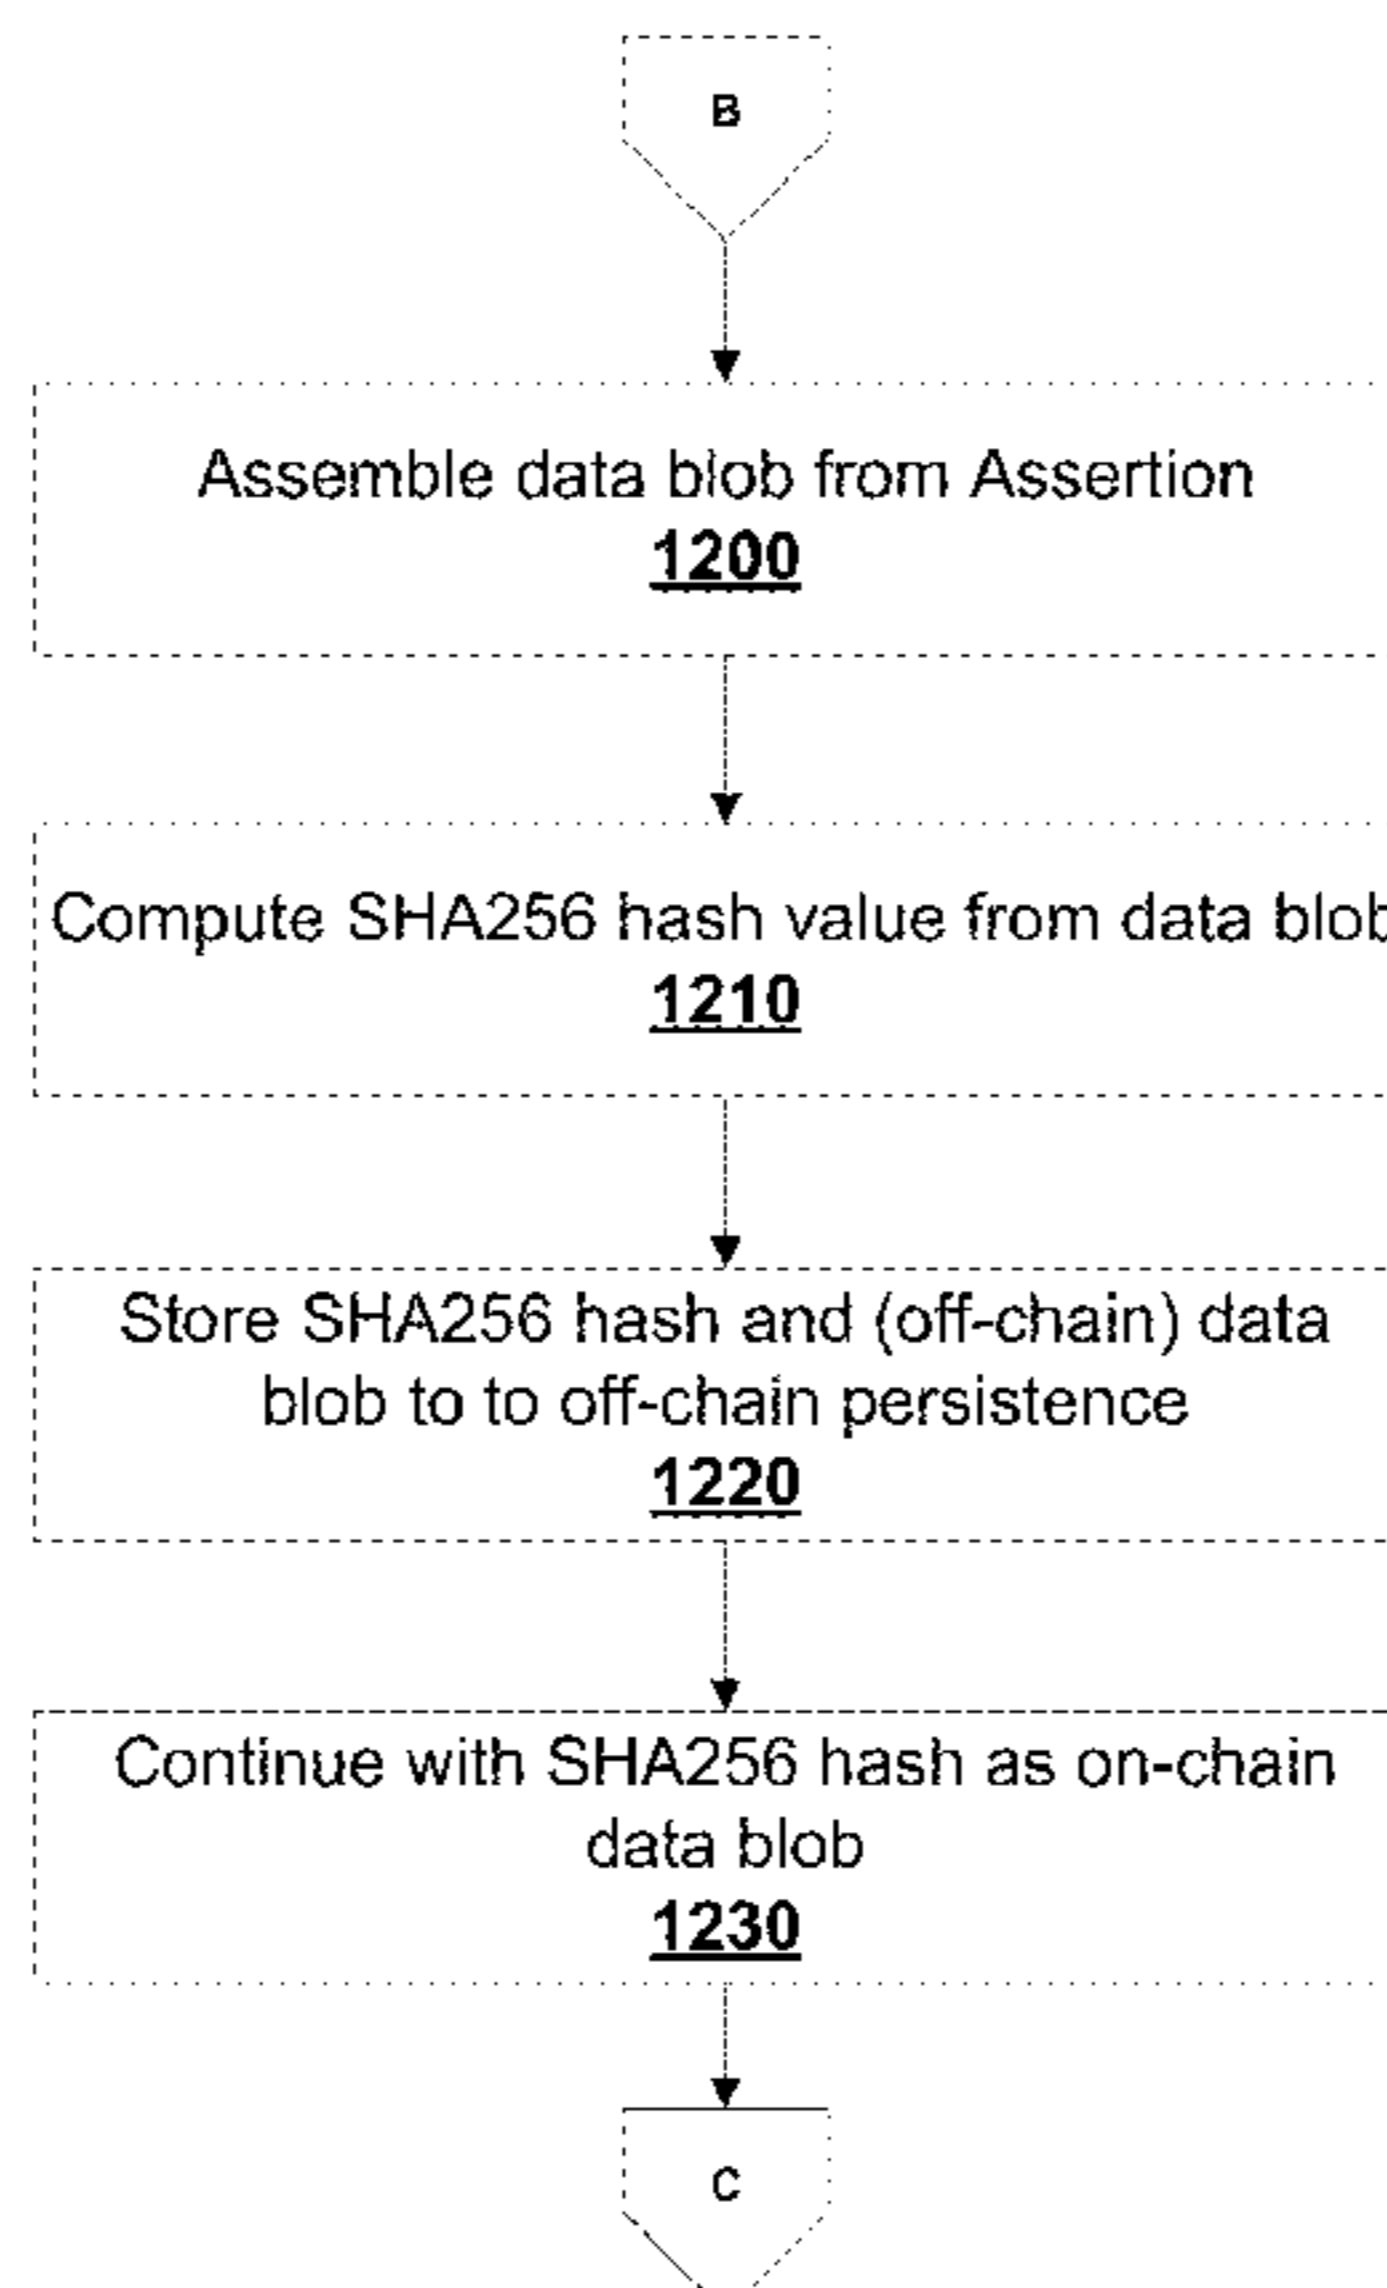 B
Assemble data blob from Assertion
1200
Compute SHA256 hash value from data blob
1210
Store SHA256 hash and (off-chain) data
blob to to off-chain persistence
1220
Continue with SHA256 hash as on-chain
data blob
1230
C